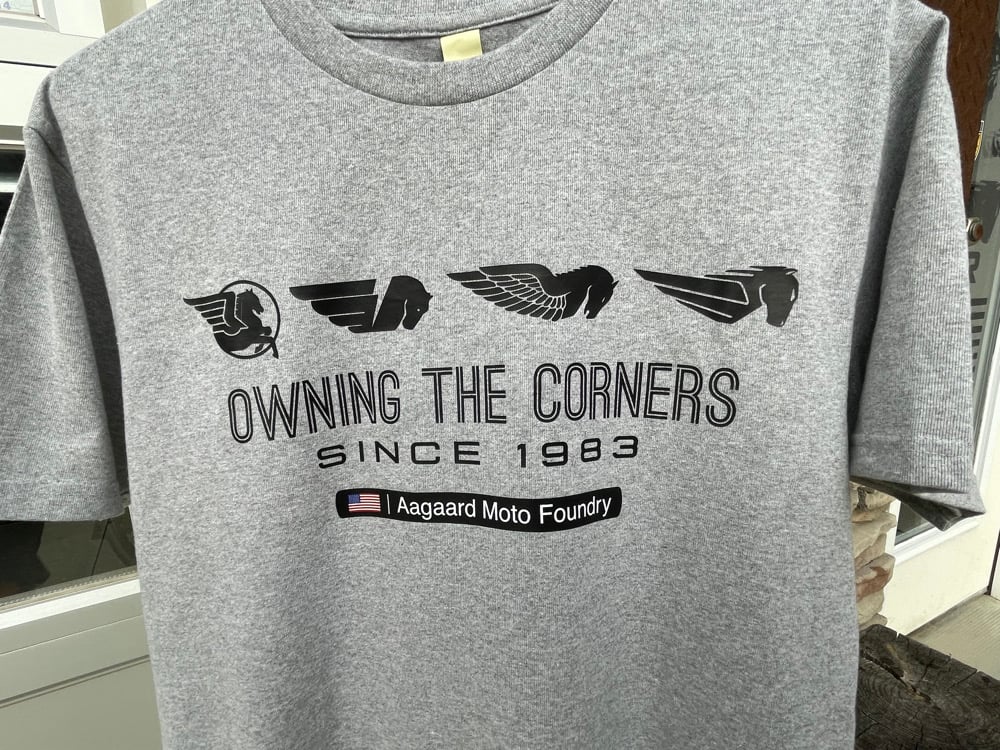 OWNING THE CORNERS
SINCE 1983
| Aagaard Moto Foundry